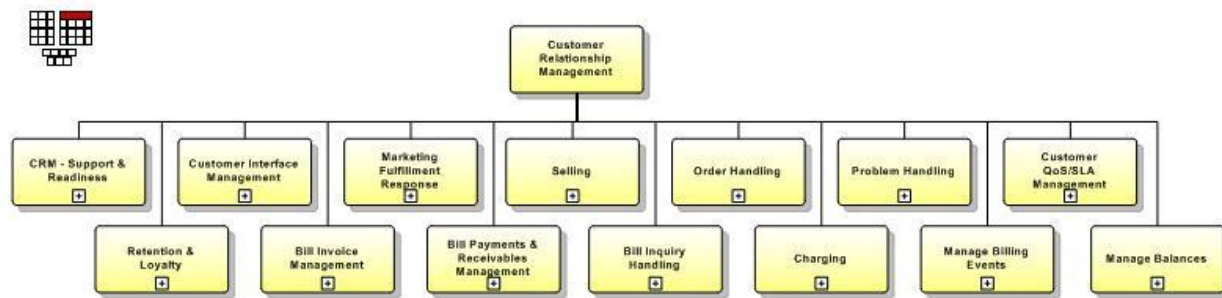 Customer
Relationship
Management
CRM - Support &
Readiness
Customer Interface
Management
Marketing
Fulfillment
Response
Selling
Order Handling
Problem Handling
Customer
QoS/SLA
Management
Retention &
Loyalty
Bill Invoice
Management
Bill Payments &
Receivables
Management
Bill Inquiry
Handling
Charging
Manage Billing
Events
Manage Balances